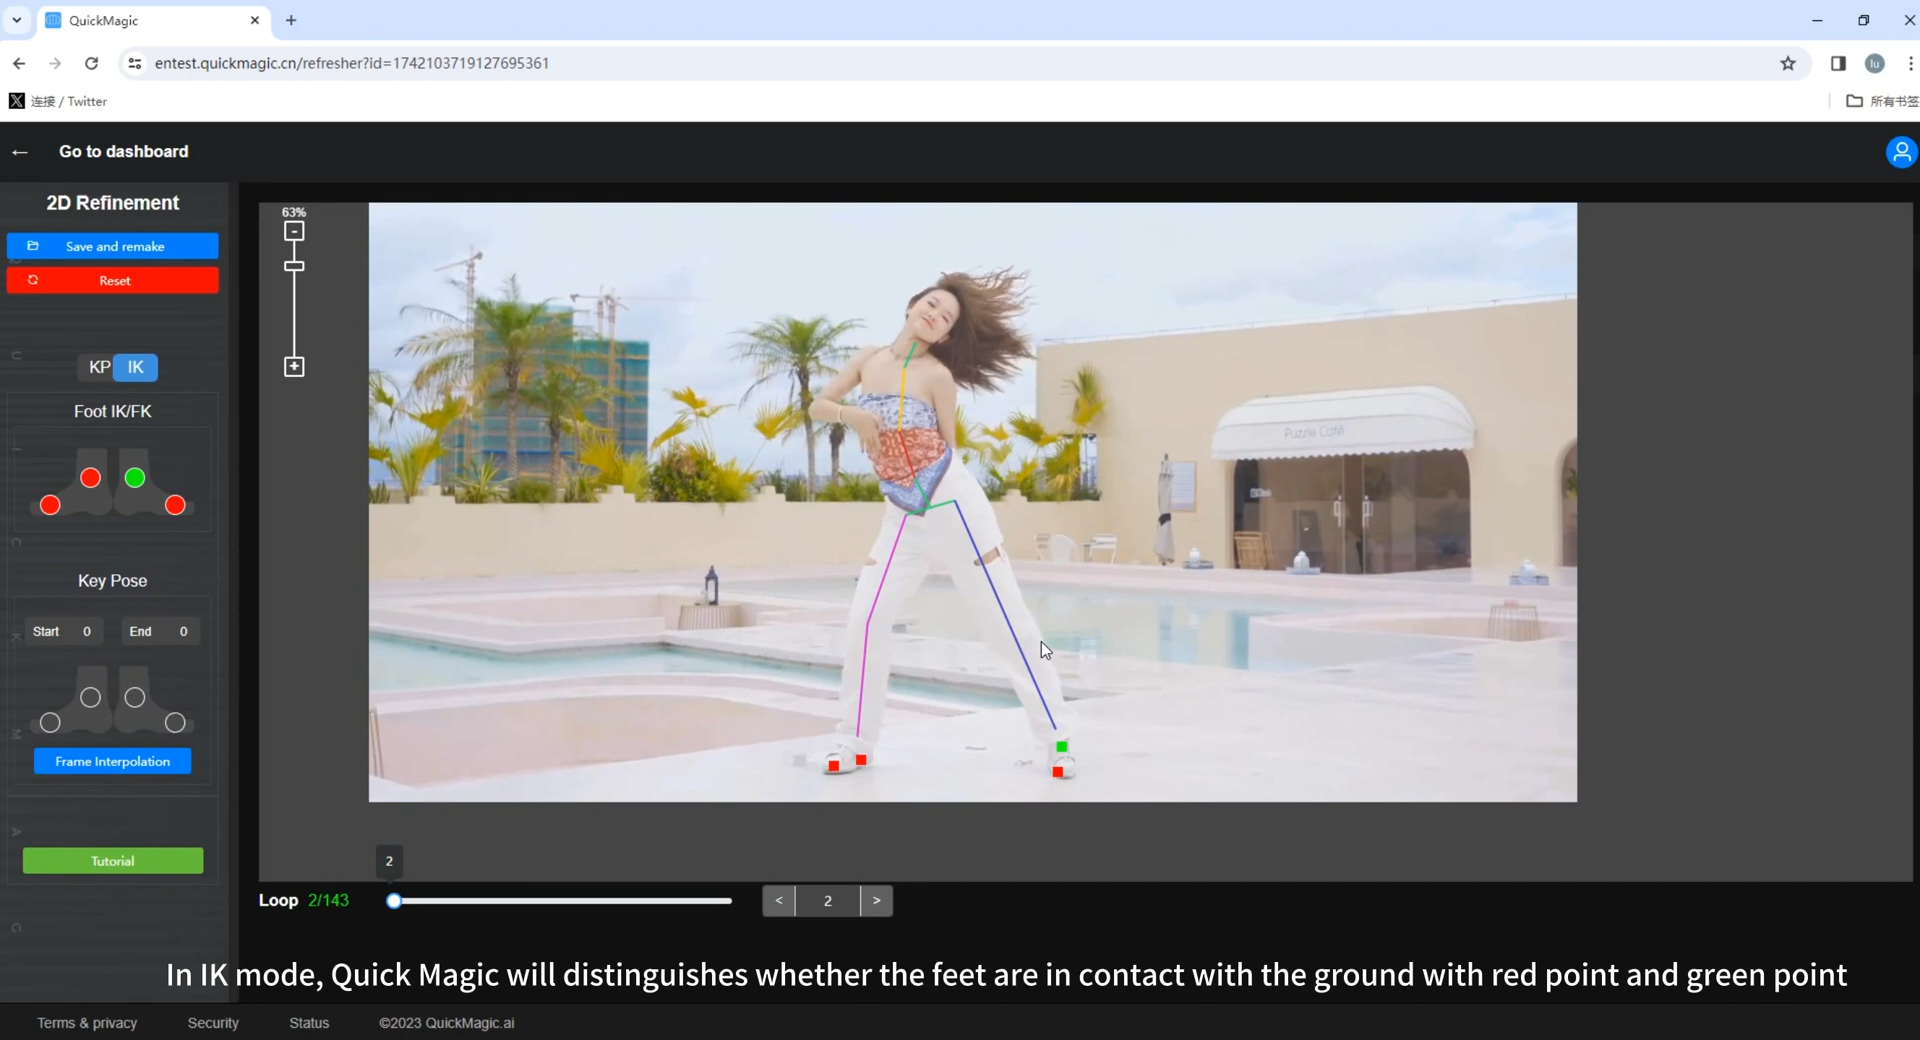 QuickMagic
entest.quickmagic.cn/refresher?id=1742103719127695361
lu
连接 / Twitter
所有书签
Go to dashboard
2D Refinement
Save and remake
Reset
KP IK
Foot IK/FK
Key Pose
Start 0 End 0
Frame Interpolation
Tutorial
63%
Puzzle Café
2
Loop 2/143
< 2 >
In IK mode, Quick Magic will distinguishes whether the feet are in contact with the ground with red point and green point
Terms & privacy Security Status ©2023 QuickMagic.ai